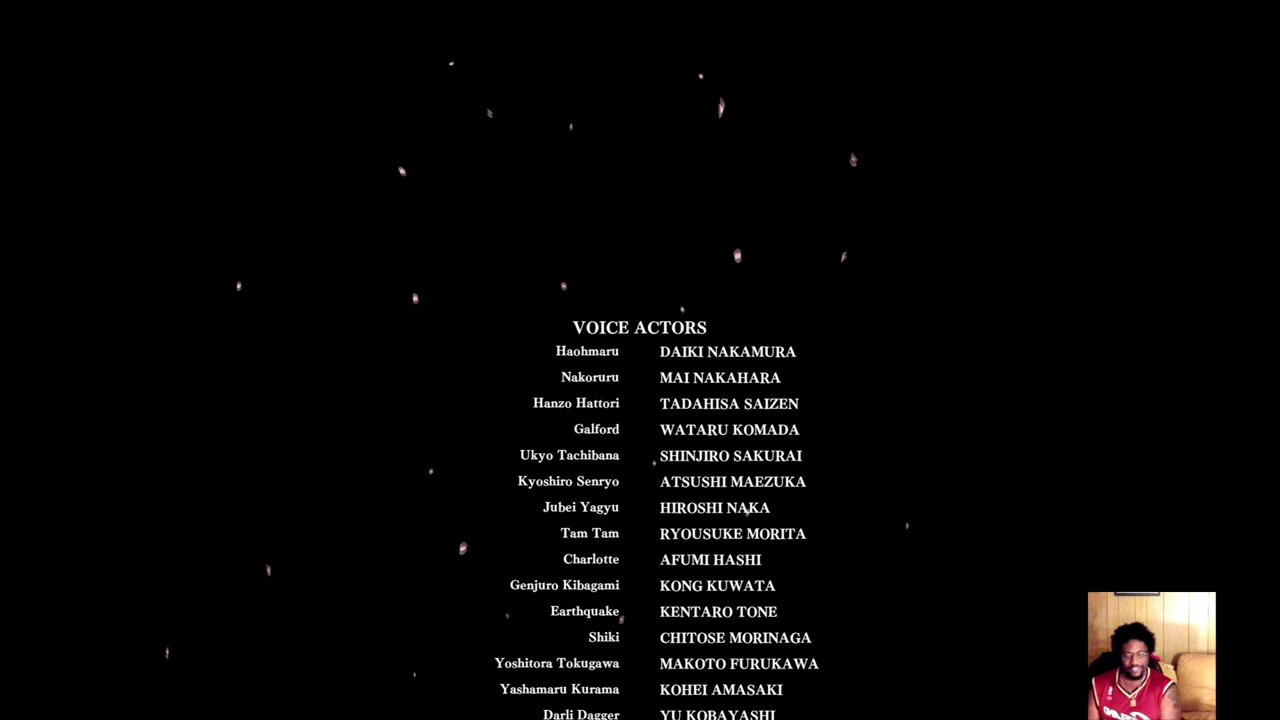 VOICE ACTORS
Haohmaru DAIKI NAKAMURA
Nakoruru MAI NAKAHARA
Hanzo Hattori TADAHISA SAIZEN
Galford WATARU KOMADA
Ukyo Tachibana SHINJIRO SAKURAI
Kyoshiro Senryo ATSUSHI MAEZUKA
Jubei Yagyu HIROSHI NAKA
Tam Tam RYOUSUKE MORITA
Charlotte AFUMI HASHI
Genjuro Kibagami KONG KUWATA
Earthquake KENTARO TONE
Shiki CHITOSE MORINAGA
Yoshitora Tokugawa MAKOTO FURUKAWA
Yashamaru Kurama KOHEI AMASAKI
Darli Dagger YU KOBAYASHI